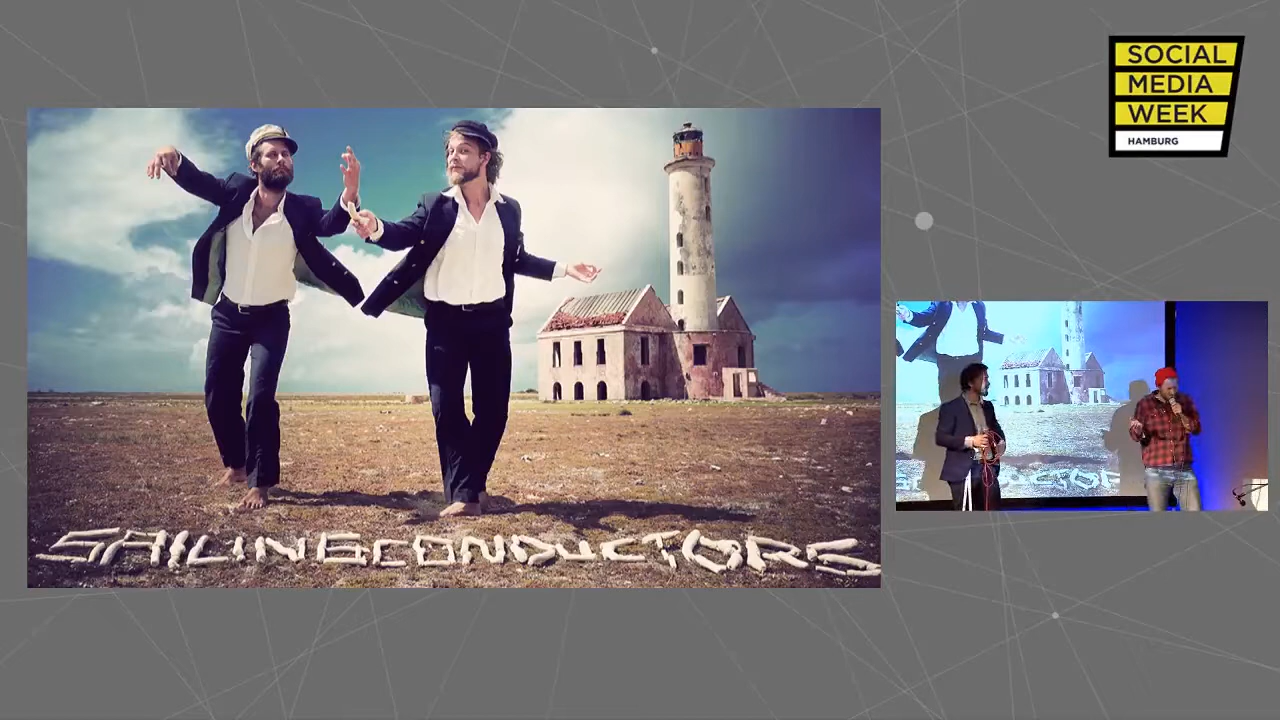 SOCIAL
MEDIA
WEEK
HAMBURG
SAILINGCONDUCTORS